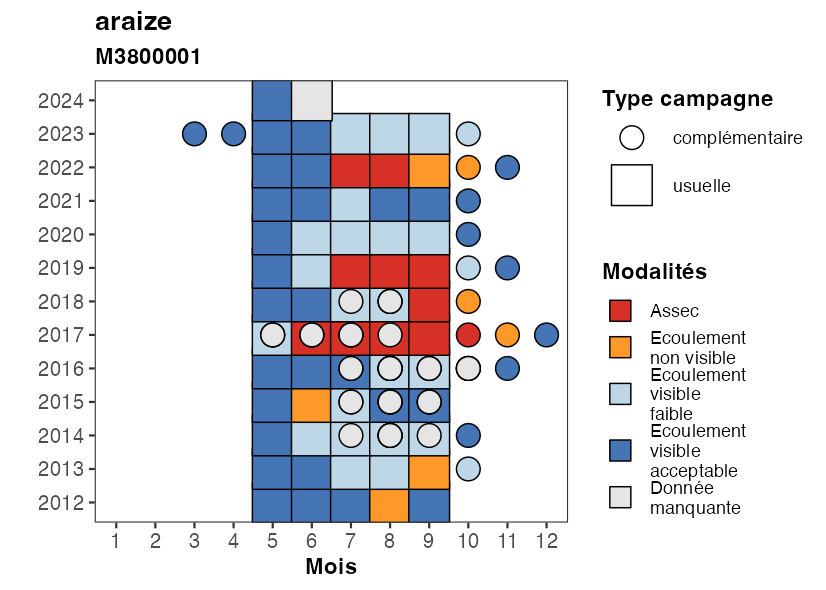 araize
M3800001
2024
2023
2022
2021
2020
2019
2018
2017
2016
2015
2014
2013
2012
1 2 3 4 5 6 7 8 9 10 11 12
Mois
Type campagne
complémentaire
usuelle
Modalités
Assec
Ecoulement
non visible
Ecoulement
visible
faible
Ecoulement
visible
acceptable
Donnée
manquante